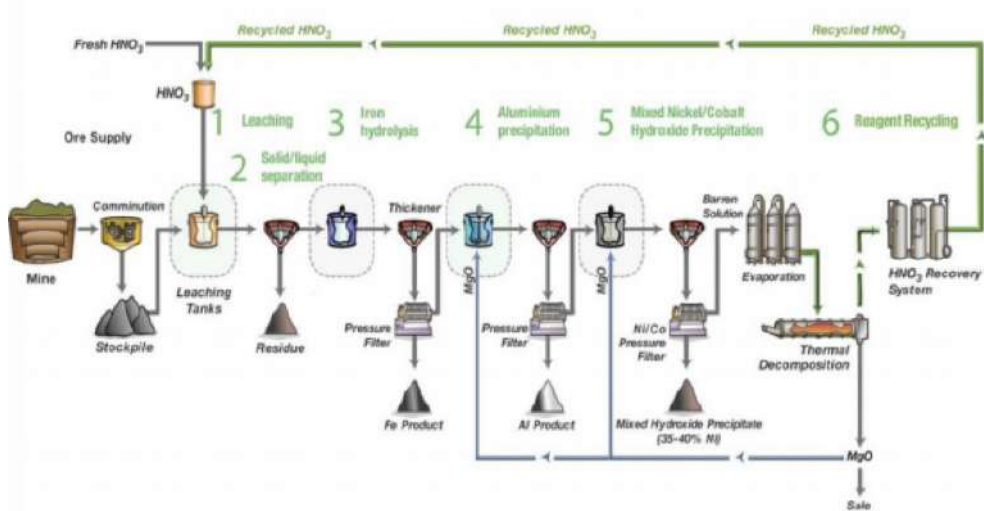 Recycled HNO3
Recycled HNO3
Recycled HNO3
Fresh HNO3
HNO3
1 Leaching
3 Iron
hydrolysis
4 Aluminium
precipitation
5 Mixed Nickel/Cobalt
Hydroxide Precipitation
6 Reagent Recycling
Ore Supply
2 Solid/liquid
separation
Comminution
Thickener
Barren
Solution
Mine
Leaching
Tanks
Stockpile
Residue
MgO
MgO
Evaporation
HNO3 Recovery
System
Pressure
Filter
Pressure
Filter
Ni/Co
Pressure
Filter
Thermal
Decomposition
Fe Product
Al Product
Mixed Hydroxide Precipitate
(35-40% Ni)
MgO
Sale